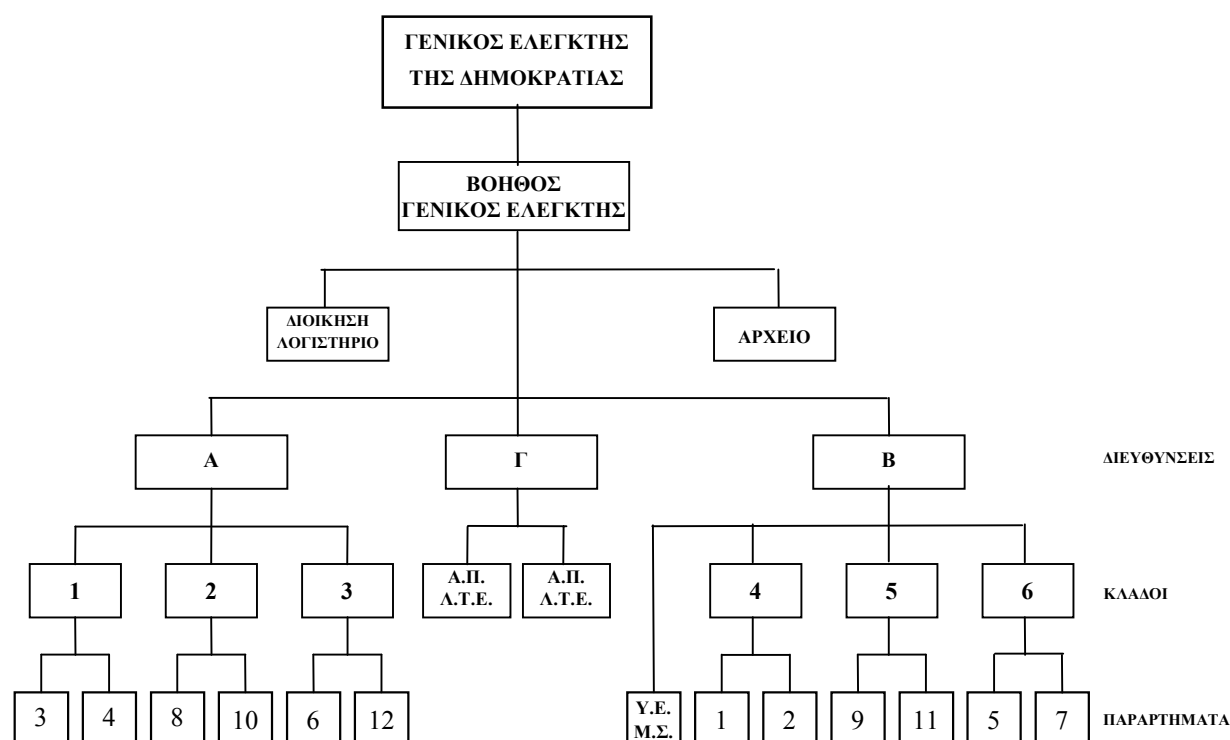 ΓΕΝΙΚΟΣ ΕΛΕΓΚΤΗΣ
ΤΗΣ ΔΗΜΟΚΡΑΤΙΑΣ
ΒΟΗΘΟΣ
ΓΕΝΙΚΟΣ ΕΛΕΓΚΤΗΣ
ΔΙΟΙΚΗΣΗ
ΛΟΓΙΣΤΗΡΙΟ
ΑΡΧΕΙΟ
Α
Γ
Β
ΔΙΕΥΘΥΝΣΕΙΣ
1
2
3
Α.Π.
Λ.Τ.Ε.
Α.Π.
Λ.Τ.Ε.
4
5
6
ΚΛΑΔΟΙ
3
4
8
10
6
12
Υ.Ε.
Μ.Σ.
1
2
9
11
5
7
ΠΑΡΑΡΤΗΜΑΤΑ